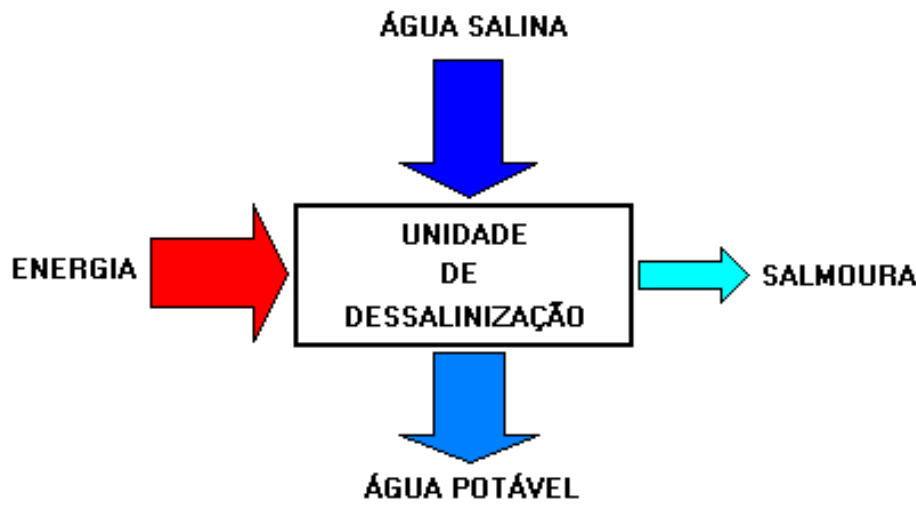 ÁGUA SALINA
ENERGIA
UNIDADE
DE
DESSALINIZAÇÃO
SALMOURA
ÁGUA POTÁVEL